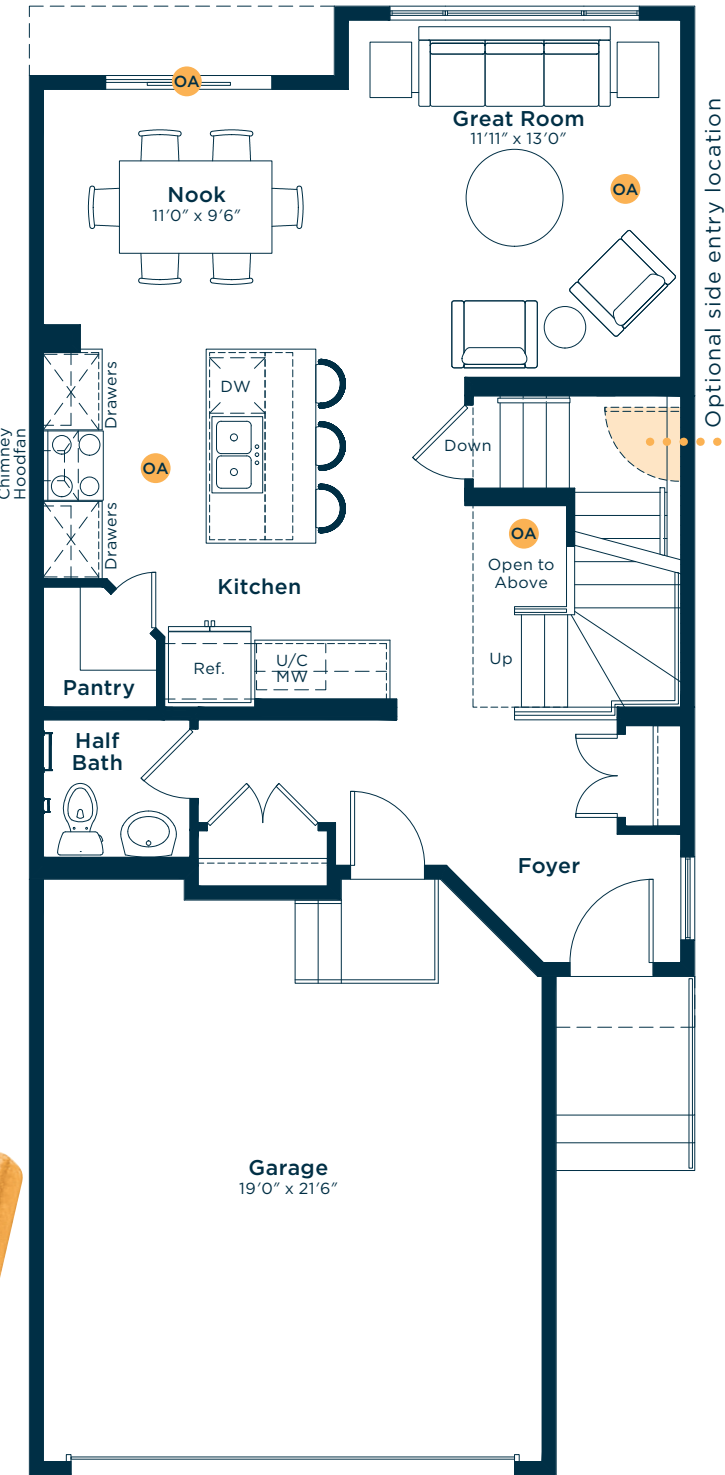 OA
Great Room
11'11" x 13'0"
OA
Nook
11'0" x 9'6"
Optional side entry location
Drawers
DW
Down
Chimney
Hoodfan
OA
Drawers
OA
Open to
Above
Kitchen
Up
Ref.
U/C
MW
Pantry
Half
Bath
Foyer
Garage
19'0" x 21'6"